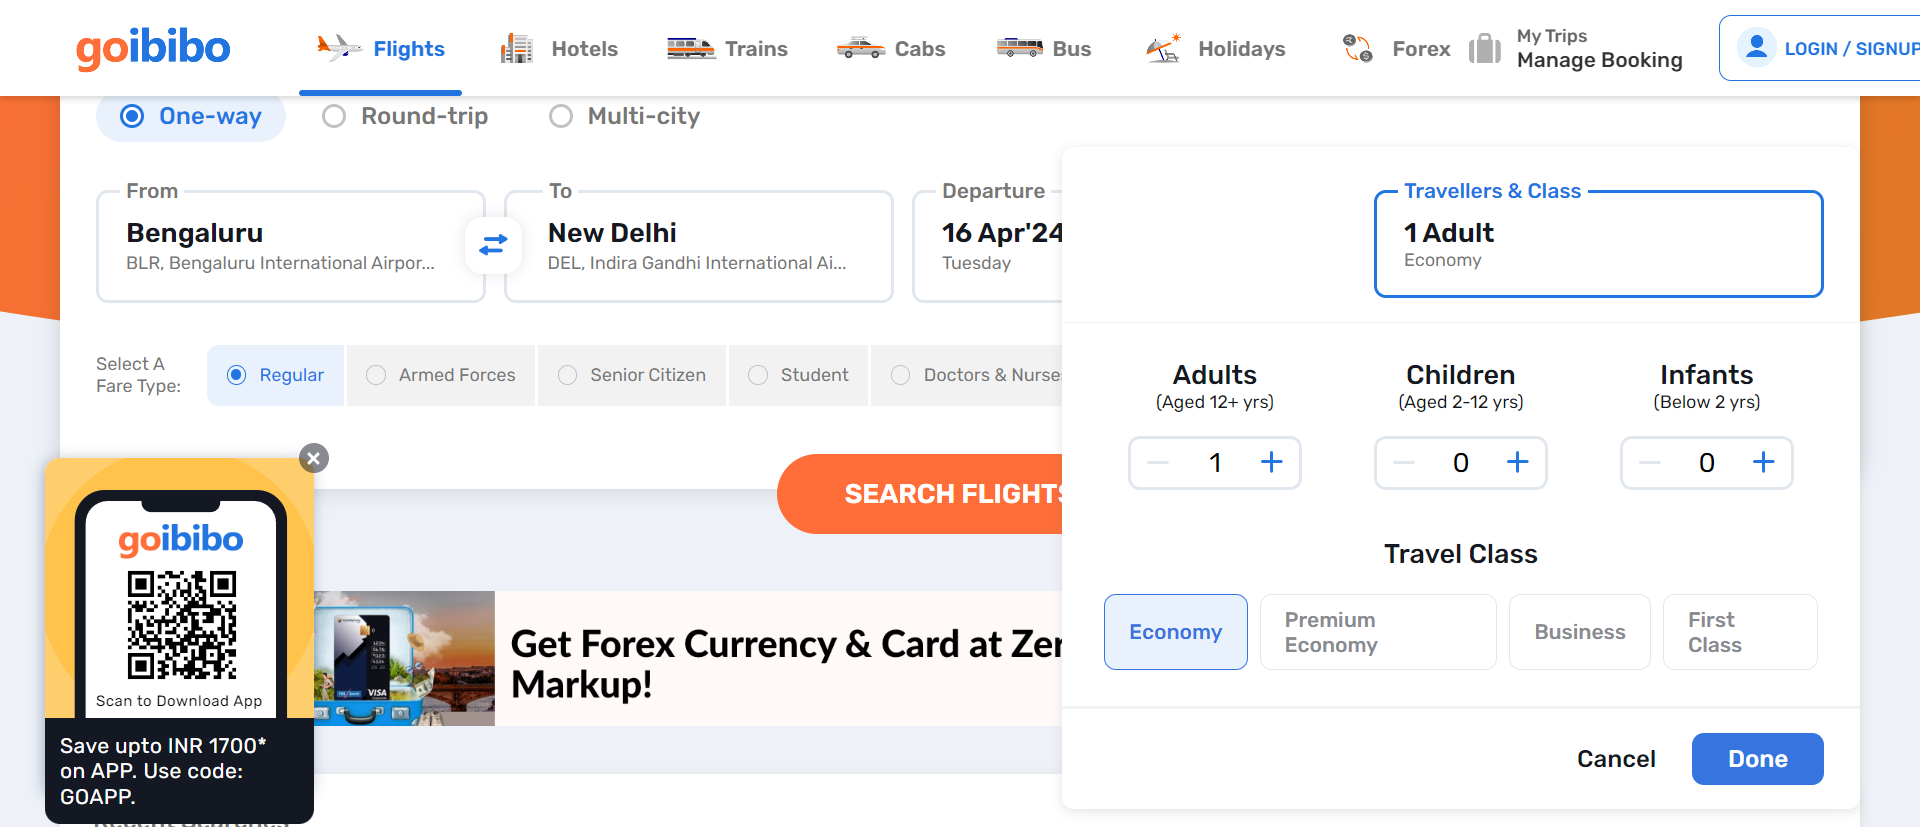 goibibo
Flights
Hotels
Trains
Cabs
Bus
Holidays
Forex
My Trips
Manage Booking
LOGIN / SIGNUP
One-way
Round-trip
Multi-city
From
Bengaluru
BLR, Bengaluru International Airpor...
To
New Delhi
DEL, Indira Gandhi International Ai...
Departure
16 Apr'24
Tuesday
Travellers & Class
1 Adult
Economy
Select A
Fare Type:
Regular
Armed Forces
Senior Citizen
Student
Doctors & Nurses
SEARCH FLIGHTS
Adults
(Aged 12+ yrs)
1
Children
(Aged 2-12 yrs)
0
Infants
(Below 2 yrs)
0
Travel Class
Economy
Premium
Economy
Business
First
Class
Cancel
Done
goibibo
Scan to Download App
Save upto INR 1700*
on APP. Use code:
GOAPP.
VISA
Get Forex Currency & Card at Zer
Markup!